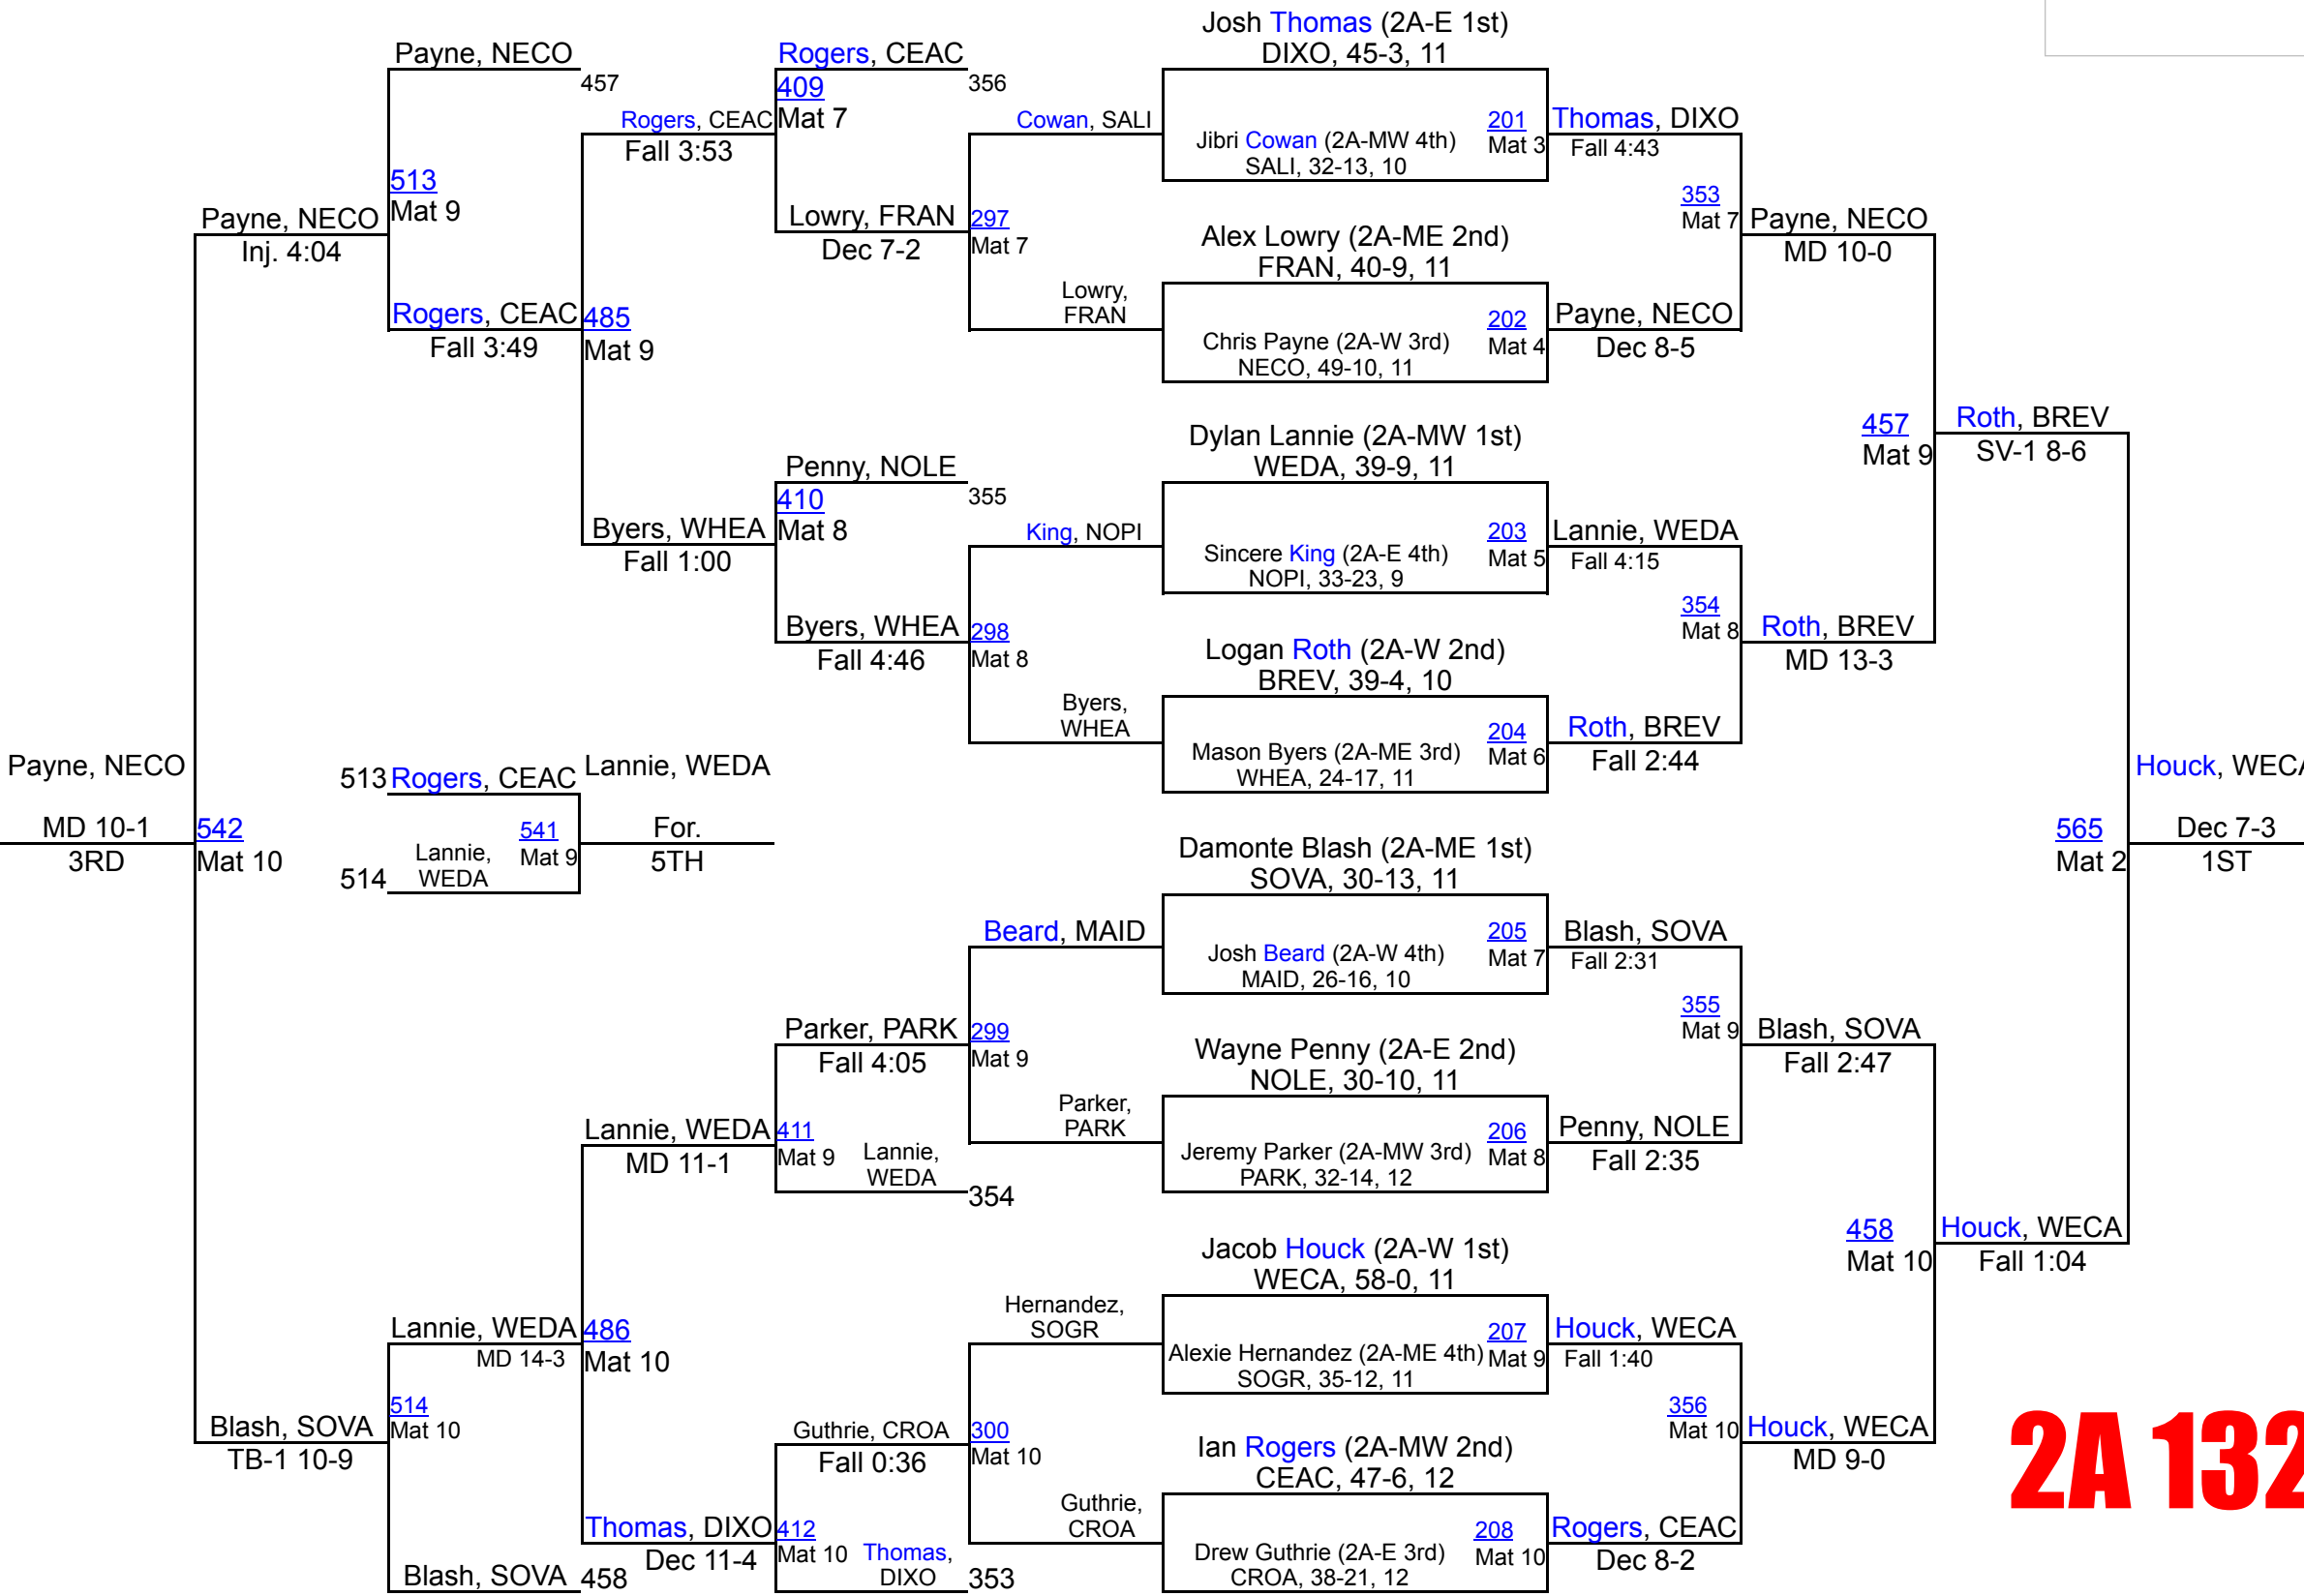 Josh Thomas (2A-E 1st)
DIXO, 45-3, 11
Payne, NECO
457
Rogers, CEAC
356
409
Mat 7
Rogers, CEAC
Fall 3:53
Cowan, SALI
Jibri Cowan (2A-MW 4th)
SALI, 32-13, 10
201
Mat 3
Thomas, DIXO
Fall 4:43
513
Mat 9
Payne, NECO
Inj. 4:04
Lowry, FRAN
Dec 7-2
297
Mat 7
353
Mat 7
Payne, NECO
MD 10-0
Alex Lowry (2A-ME 2nd)
FRAN, 40-9, 11
Lowry,
FRAN
Rogers, CEAC
Fall 3:49
485
Mat 9
Chris Payne (2A-W 3rd)
NECO, 49-10, 11
202
Mat 4
Payne, NECO
Dec 8-5
Dylan Lannie (2A-MW 1st)
WEDA, 39-9, 11
457
Mat 9
Roth, BREV
SV-1 8-6
Penny, NOLE
355
410
Mat 8
Byers, WHEA
Fall 1:00
King, NOPI
Sincere King (2A-E 4th)
NOPI, 33-23, 9
203
Mat 5
Lannie, WEDA
Fall 4:15
Byers, WHEA
Fall 4:46
298
Mat 8
354
Mat 8
Roth, BREV
MD 13-3
Logan Roth (2A-W 2nd)
BREV, 39-4, 10
Byers,
WHEA
Mason Byers (2A-ME 3rd)
WHEA, 24-17, 11
204
Mat 6
Roth, BREV
Fall 2:44
Payne, NECO
MD 10-1
3RD
542
Mat 10
513 Rogers, CEAC
514
Lannie,
WEDA
541
Mat 9
Lannie, WEDA
For.
5TH
Houck, WECA
565
Mat 2
Dec 7-3
1ST
Damonte Blash (2A-ME 1st)
SOVA, 30-13, 11
Beard, MAID
Josh Beard (2A-W 4th)
MAID, 26-16, 10
205
Mat 7
Blash, SOVA
Fall 2:31
Parker, PARK
Fall 4:05
299
Mat 9
355
Mat 9
Blash, SOVA
Fall 2:47
Wayne Penny (2A-E 2nd)
NOLE, 30-10, 11
Parker,
PARK
Lannie, WEDA
MD 11-1
411
Mat 9
Lannie,
WEDA
354
Jeremy Parker (2A-MW 3rd)
PARK, 32-14, 12
206
Mat 8
Penny, NOLE
Fall 2:35
Jacob Houck (2A-W 1st)
WECA, 58-0, 11
458
Mat 10
Houck, WECA
Fall 1:04
Hernandez,
SOGR
Lannie, WEDA
MD 14-3
486
Mat 10
Alexie Hernandez (2A-ME 4th)
SOGR, 35-12, 11
207
Mat 9
Houck, WECA
Fall 1:40
514
Mat 10
Blash, SOVA
TB-1 10-9
Guthrie, CROA
Fall 0:36
300
Mat 10
356
Mat 10
Houck, WECA
MD 9-0
Ian Rogers (2A-MW 2nd)
CEAC, 47-6, 12
Guthrie,
CROA
Thomas, DIXO
Dec 11-4
412
Mat 10
Thomas,
DIXO
353
Drew Guthrie (2A-E 3rd)
CROA, 38-21, 12
208
Mat 10
Rogers, CEAC
Dec 8-2
Blash, SOVA 458
2A 132